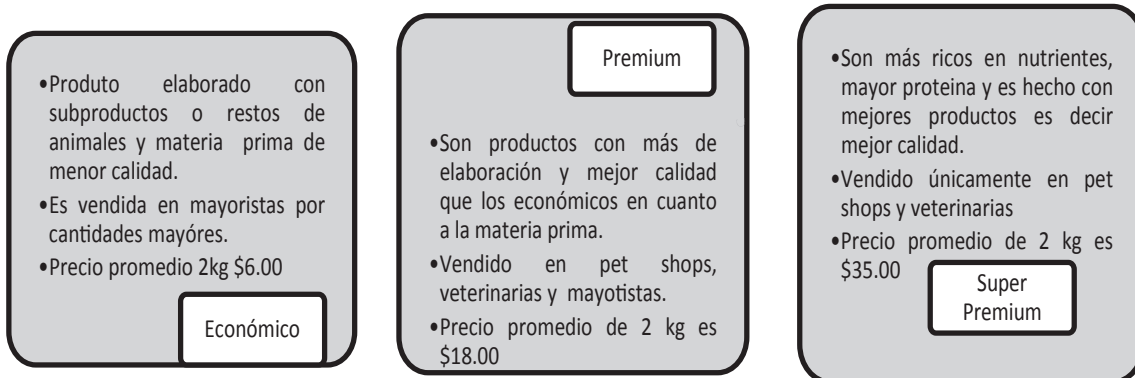 •Produto elaborado con
subproductos o restos de
animales y materia prima de
menor calidad.
•Es vendida en mayoristas por
cantidades mayóres.
•Precio promedio 2kg $6.00
Económico
Premium
•Son productos con más de
elaboración y mejor calidad
que los económicos en cuanto
a la materia prima.
•Vendido en pet shops,
veterinarias y mayotistas.
•Precio promedio de 2 kg es
$18.00
•Son más ricos en nutrientes,
mayor proteina y es hecho con
mejores productos es decir
mejor calidad.
•Vendido únicamente en pet
shops y veterinarias
•Precio promedio de 2 kg es
$35.00
Super
Premium